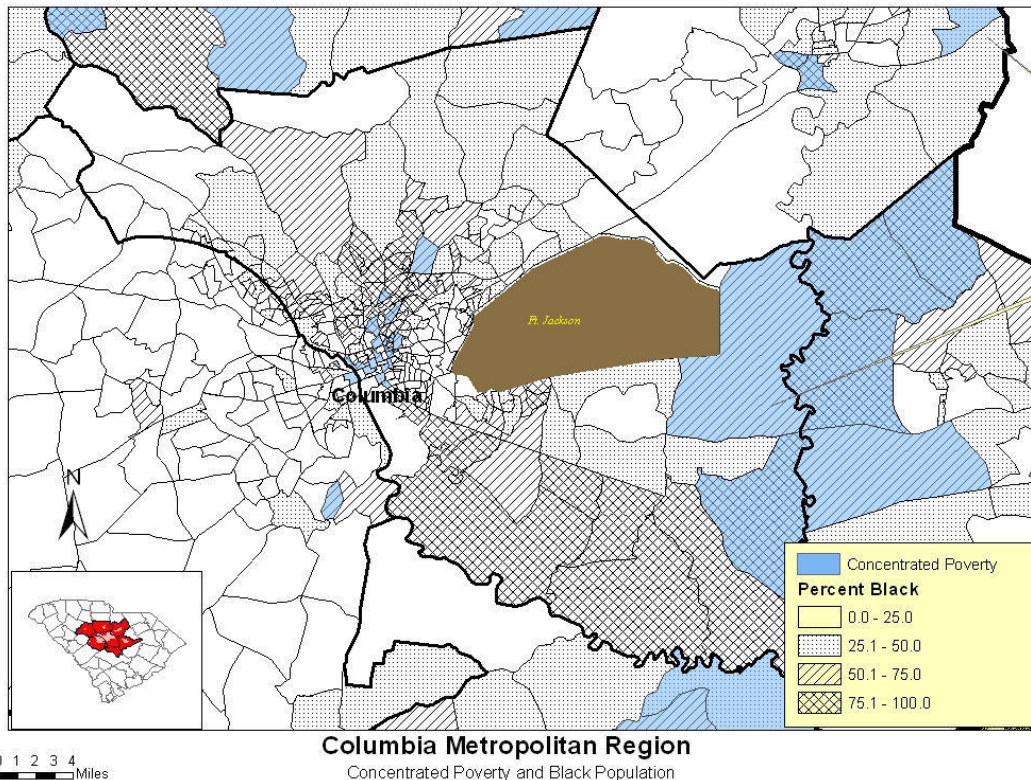 Ft. Jackson
Columbia
N
Concentrated Poverty
Percent Black
0.0 - 25.0
25.1 - 50.0
50.1 - 75.0
75.1 - 100.0
0 1 2 3 4
Miles
Columbia Metropolitan Region
Concentrated Poverty and Black Population